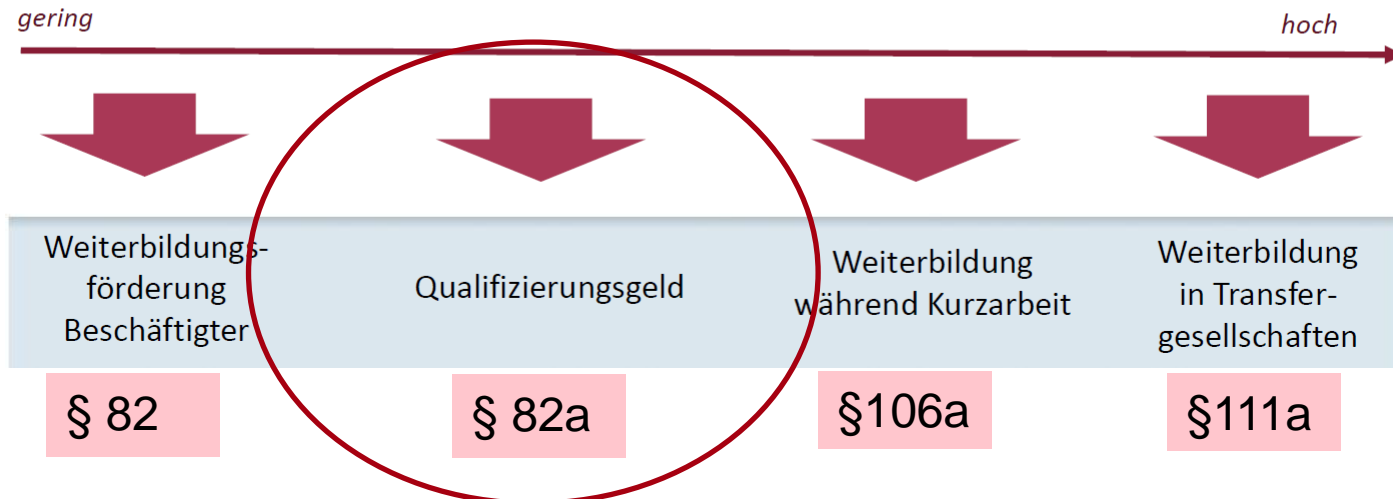 gering
hoch
Weiterbildungs-
förderung
Beschäftigter
Qualifizierungsgeld
Weiterbildung
während Kurzarbeit
Weiterbildung
in Transfer-
gesellschaften
§ 82
§ 82a
§106a
§111a